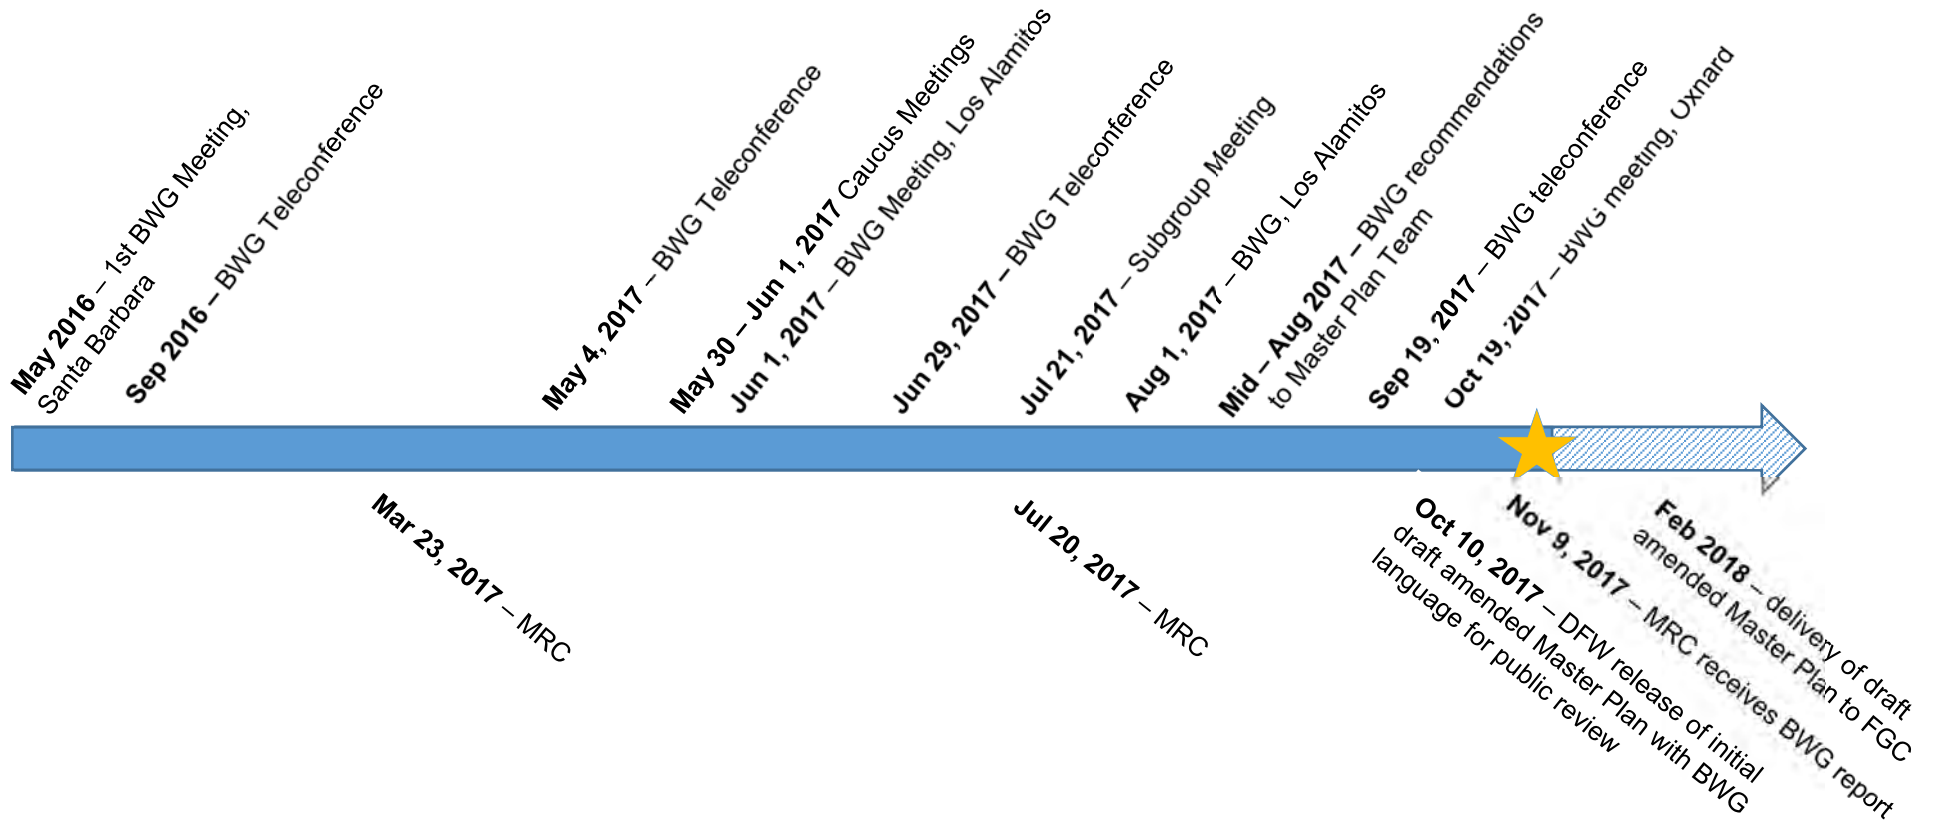 May 2016 – 1st BWG Meeting,
Santa Barbara
Sep 2016 – BWG Teleconference
May 4, 2017 – BWG Teleconference
May 30 – Jun 1, 2017 Caucus Meetings
Jun 1, 2017 – BWG Meeting, Los Alamitos
Jun 29, 2017 – BWG Teleconference
Jul 21, 2017 – Subgroup Meeting
Aug 1, 2017 – BWG, Los Alamitos
Mid – Aug 2017 – BWG recommendations
to Master Plan Team
Sep 19, 2017 – BWG teleconference
Oct 19, 2017 – BWG meeting, Oxnard
Mar 23, 2017 – MRC
Jul 20, 2017 – MRC
Oct 10, 2017 – DFW release of initial
draft amended Master Plan with BWG
language for public review
Nov 9, 2017 – MRC receives BWG report
Feb 2018 – delivery of draft
amended Master Plan to FGC